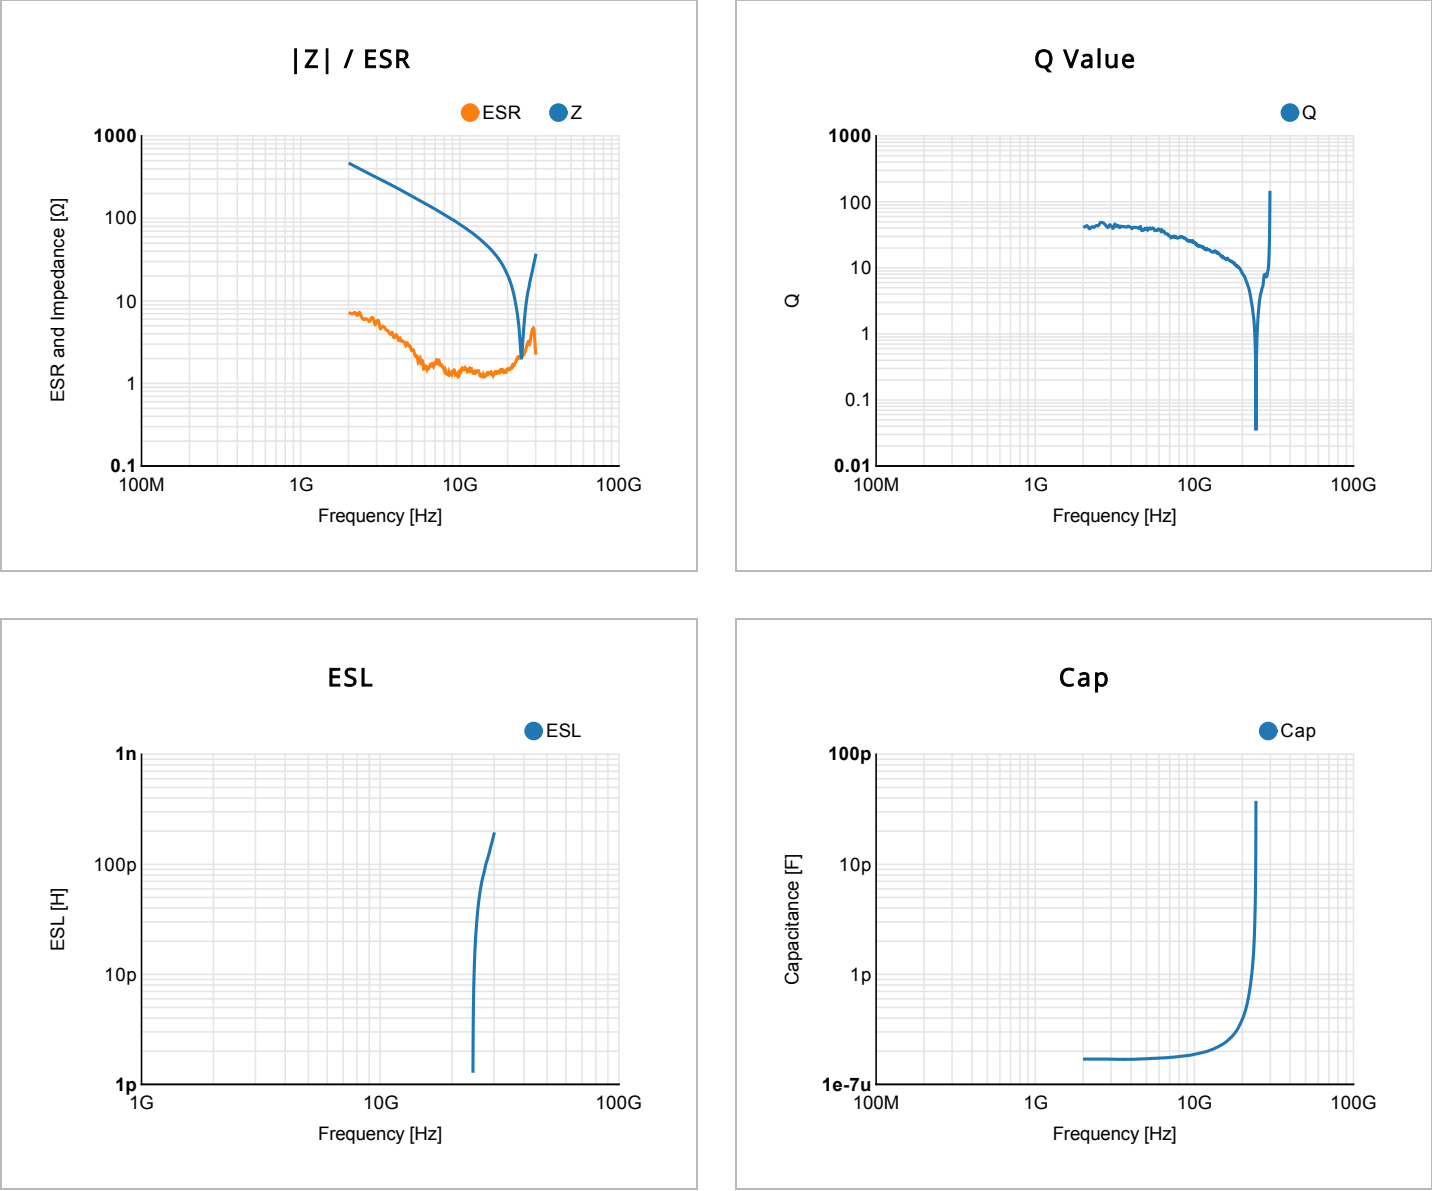 |Z| / ESR
ESR Z
1000
100
10
1
0.1
ESR and Impedance [Ω]
100M 1G 10G 100G
Frequency [Hz]
Q Value
Q
1000
100
10
1
0.1
0.01
Q
100M 1G 10G 100G
Frequency [Hz]
ESL
ESL
1n
100p
10p
1p
ESL [H]
1G 10G 100G
Frequency [Hz]
Cap
Cap
100p
10p
1p
1e-7u
Capacitance [F]
100M 1G 10G 100G
Frequency [Hz]